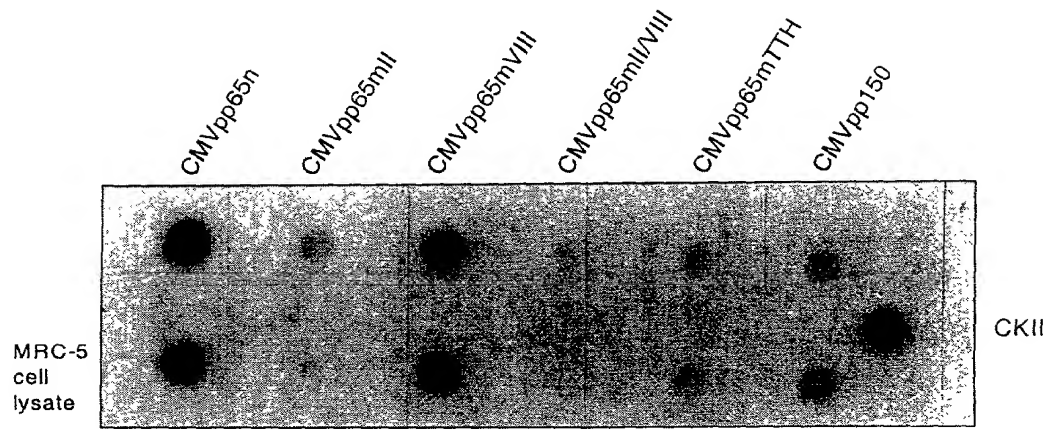 CMVpp65n
CMVpp65mII
CMVpp65mVIII
CMVpp65mII/VIII
CMVpp65mTTH
CMVpp150
CKII
MRC-5
cell
lysate